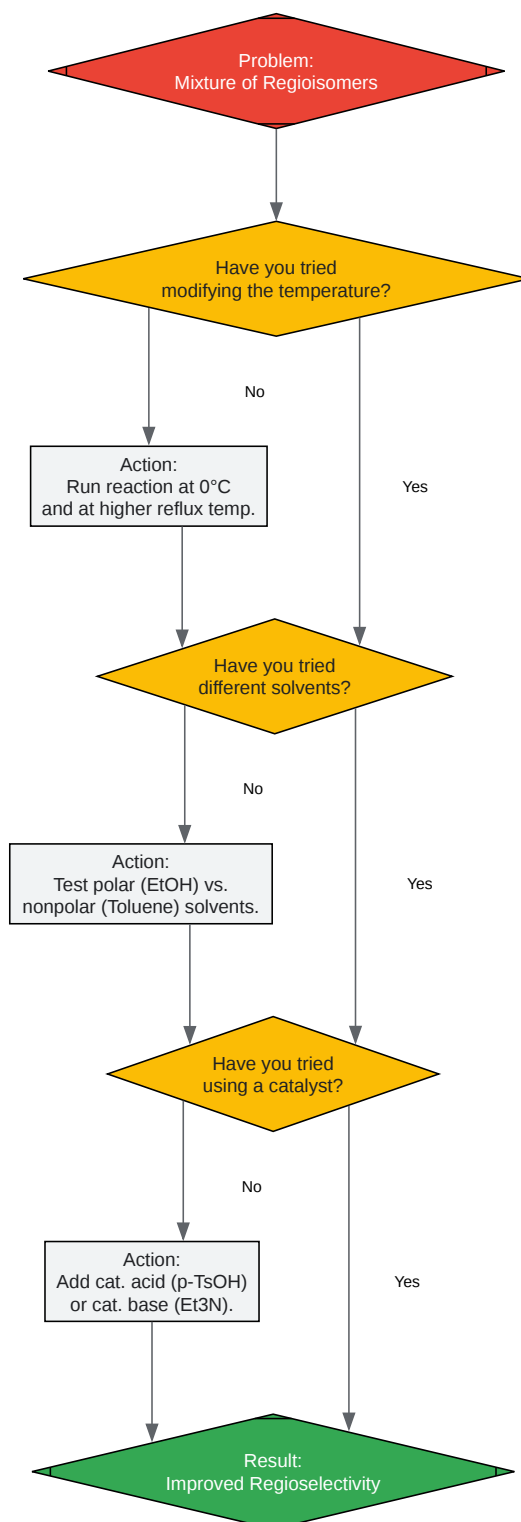 Problem:
Mixture of Regioisomers
Have you tried
modifying the temperature?
No
Action:
Run reaction at 0°C
and at higher reflux temp.
Yes
Have you tried
different solvents?
No
Action:
Test polar (EtOH) vs.
nonpolar (Toluene) solvents.
Yes
Have you tried
using a catalyst?
No
Action:
Add cat. acid (p-TsOH)
or cat. base (Et3N).
Yes
Result:
Improved Regioselectivity